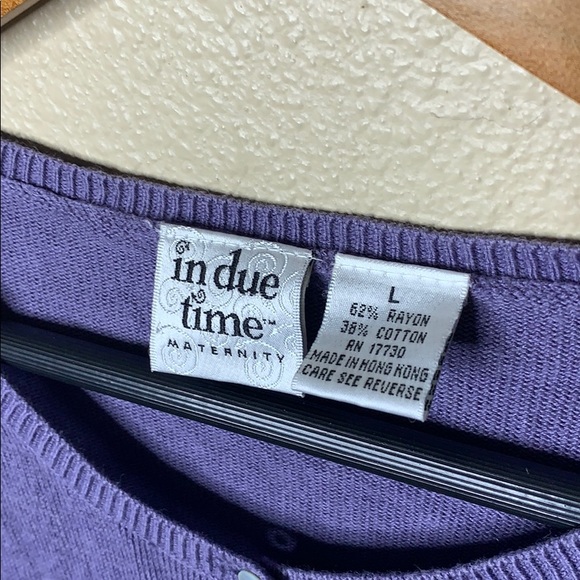 in due
time™
MATERNITY
L
62% RAYON
38% COTTON
RN 17730
MADE IN HONG KONG
CARE SEE REVERSE